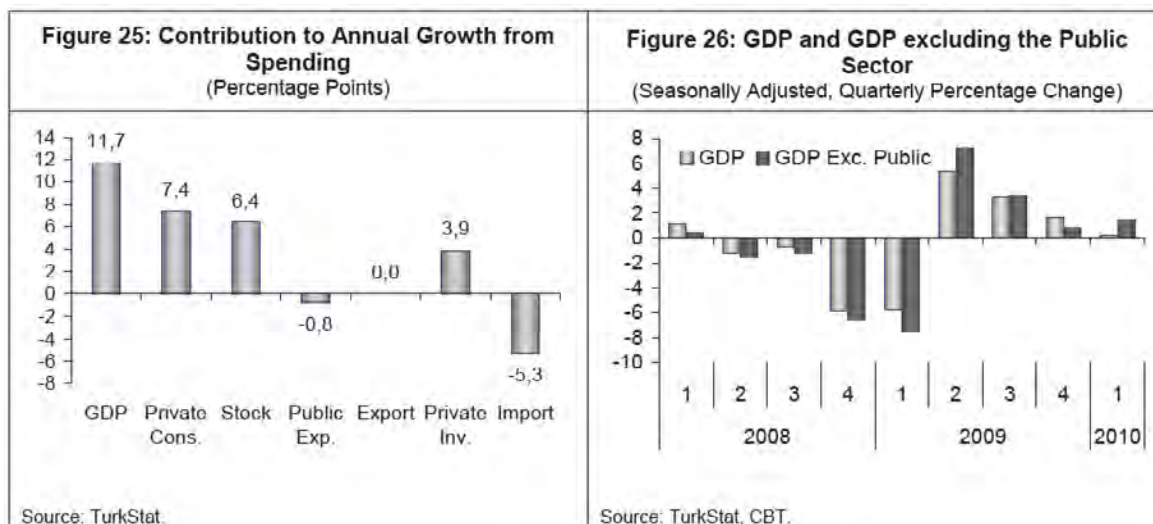 Figure 25: Contribution to Annual Growth from
Spending
(Percentage Points)
14
12
10
8
6
4
2
0
-2
-4
-6
-8
11,7
7,4
6,4
-0,8
0,0
3,9
-5,3
GDP Private Stock Public Export Private Import
Cons. Exp. Inv.
Source: TurkStat.
Figure 26: GDP and GDP excluding the Public
Sector
(Seasonally Adjusted, Quarterly Percentage Change)
8
6
4
2
0
-2
-4
-6
-8
-10
GDP GDP Exc. Public
1 2 3 4 1 2 3 4 1
2008 2009 2010
Source: TurkStat, CBT.